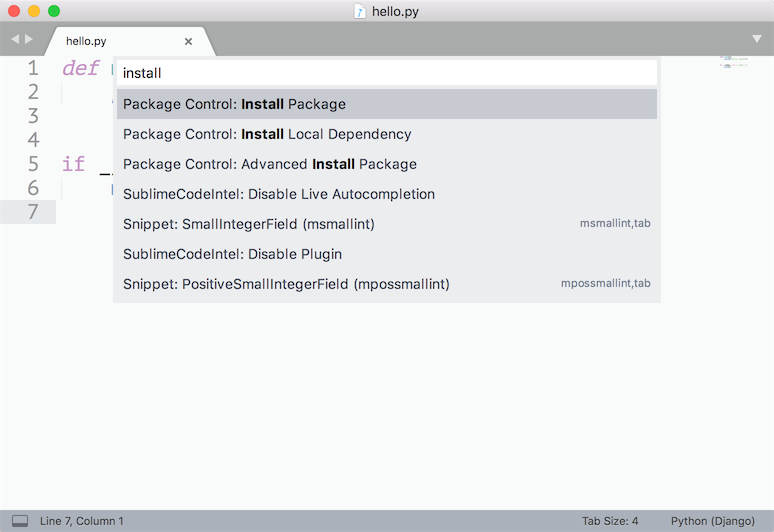 hello.py
hello.py
install
1 def
2
3
4
5 if
6
7
Package Control: Install Package
Package Control: Install Local Dependency
Package Control: Advanced Install Package
SublimeCodeIntel: Disable Live Autocompletion
Snippet: SmallIntegerField (msmallint) msmallint,tab
SublimeCodeIntel: Disable Plugin
Snippet: PositiveSmallIntegerField (mpossmallint) mpossmallint,tab
Line 7, Column 1 Tab Size: 4 Python (Django)